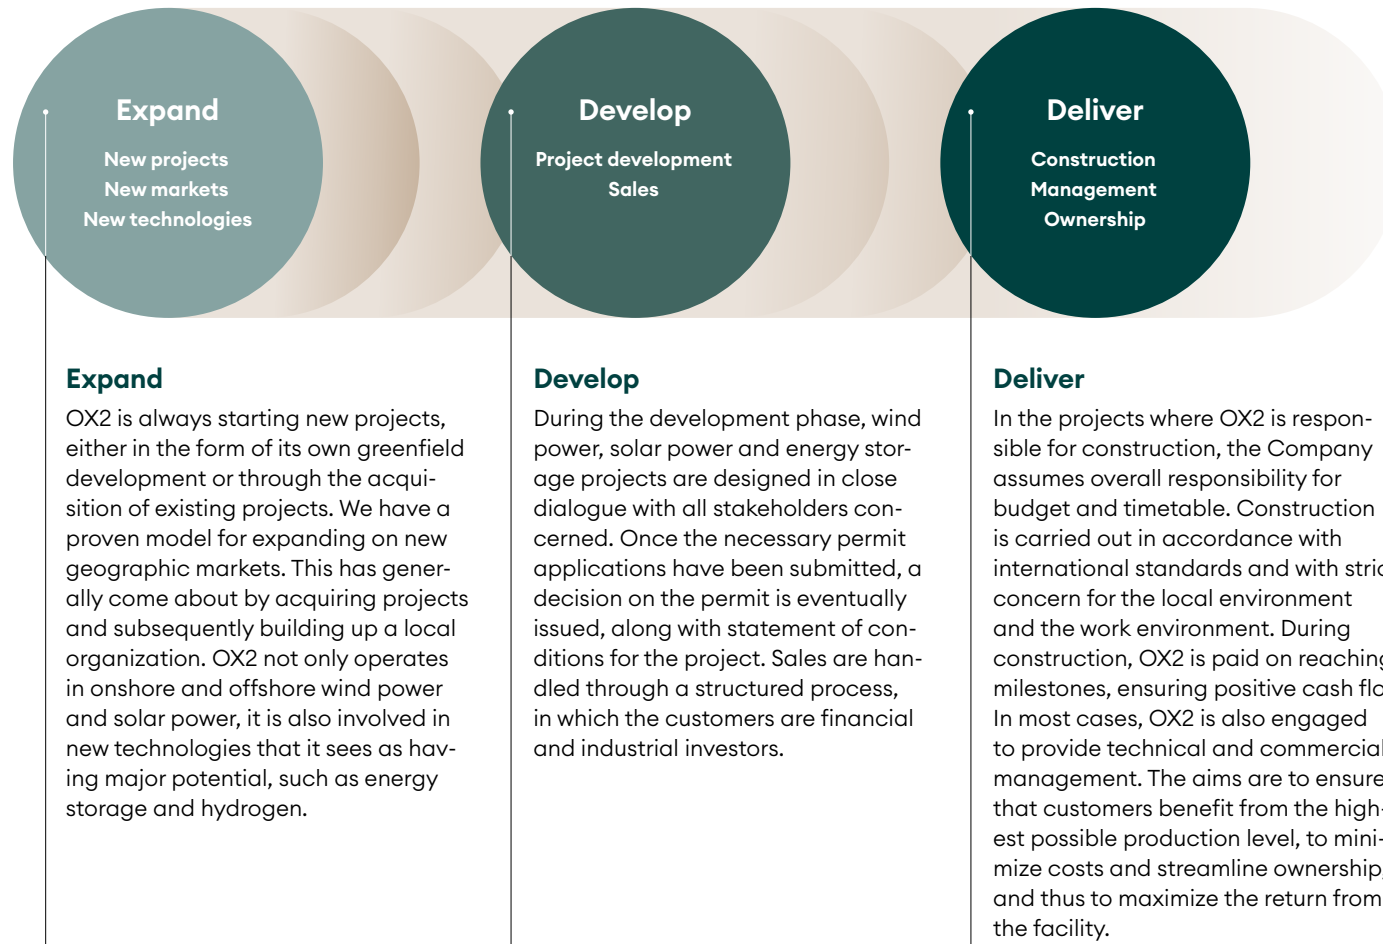 Expand
New projects
New markets
New technologies
Develop
Project development
Sales
Deliver
Construction
Management
Ownership
Expand
OX2 is always starting new projects,
either in the form of its own greenfield
development or through the acqui-
sition of existing projects. We have a
proven model for expanding on new
geographic markets. This has gener-
ally come about by acquiring projects
and subsequently building up a local
organization. OX2 not only operates
in onshore and offshore wind power
and solar power, it is also involved in
new technologies that it sees as hav-
ing major potential, such as energy
storage and hydrogen.
Develop
During the development phase, wind
power, solar power and energy stor-
age projects are designed in close
dialogue with all stakeholders con-
cerned. Once the necessary permit
applications have been submitted, a
decision on the permit is eventually
issued, along with statement of con-
ditions for the project. Sales are han-
dled through a structured process,
in which the customers are financial
and industrial investors.
Deliver
In the projects where OX2 is respon-
sible for construction, the Company
assumes overall responsibility for
budget and timetable. Construction
is carried out in accordance with
international standards and with
concern for the local environment
and the work environment. During
construction, OX2 is paid on reaching
milestones, ensuring positive cash
In most cases, OX2 is also engaged
to provide technical and commercial
management. The aims are to ensure
that customers benefit from the high-
est possible production level, to mini-
mize costs and streamline ownership,
and thus to maximize the return from
the facility.